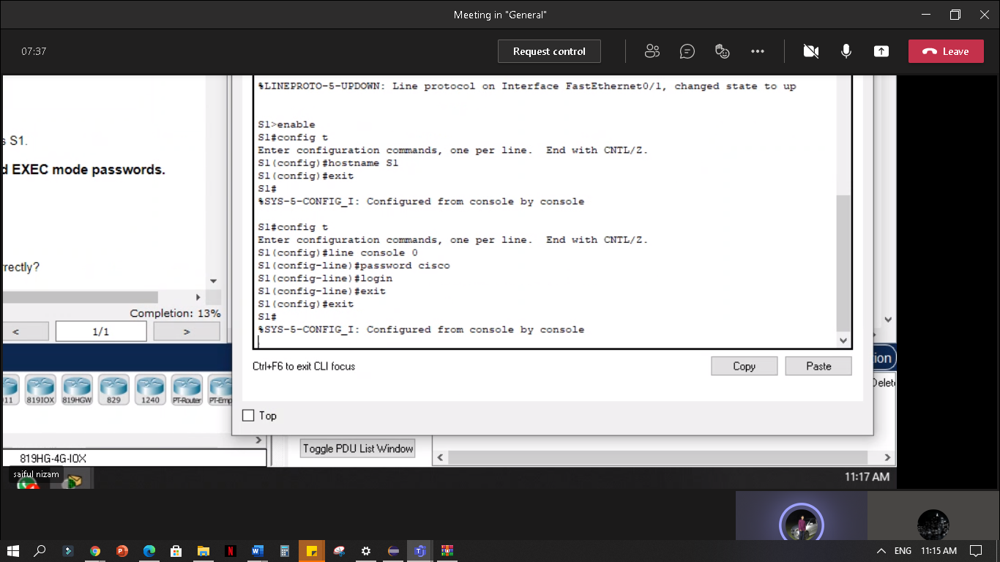 Meeting in "General"
07:37
Request control
Leave
%LINEPROTO-5-UPDOWN: Line protocol on Interface FastEthernet0/1, changed state to up
S1>enable
S1#config t
Enter configuration commands, one per line.  End with CNTL/Z.
S1(config)#hostname S1
S1(config)#exit
S1#
%SYS-5-CONFIG_I: Configured from console by console
S1#config t
Enter configuration commands, one per line.  End with CNTL/Z.
S1(config)#line console 0
S1(config-line)#password cisco
S1(config-line)#login
S1(config-line)#exit
S1(config)#exit
S1#
%SYS-5-CONFIG_I: Configured from console by console
Ctrl+F6 to exit CLI focus
Copy
Paste
Top
s S1.
d EXEC mode passwords.
rrectly?
Completion: 13%
< 1/1 >
ion
Delet
11 819IOX 819HGW 829 1240 PT-Router PT-Emp
Toggle PDU List Window
819HG-4G-IOX
saiful nizam
11:17 AM
ENG 11:15 AM